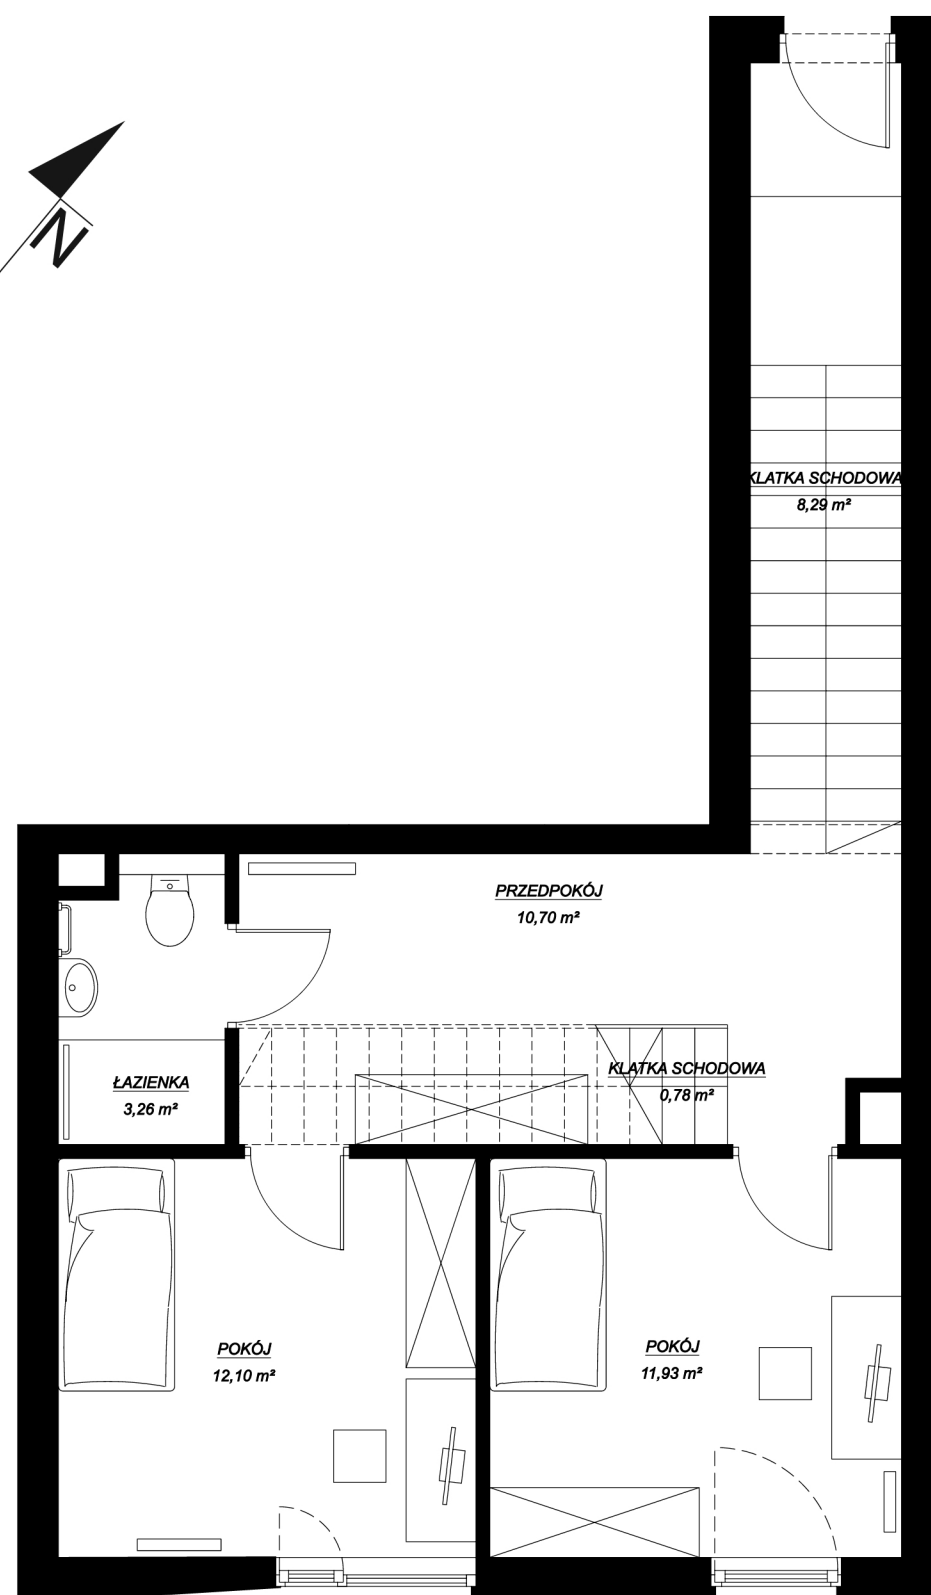 N
KLATKA SCHODOWA
8,29 m²
PRZEDPOKÓJ
10,70 m²
KLATKA SCHODOWA
0,78 m²
ŁAZIENKA
3,26 m²
POKÓJ
12,10 m²
POKÓJ
11,93 m²